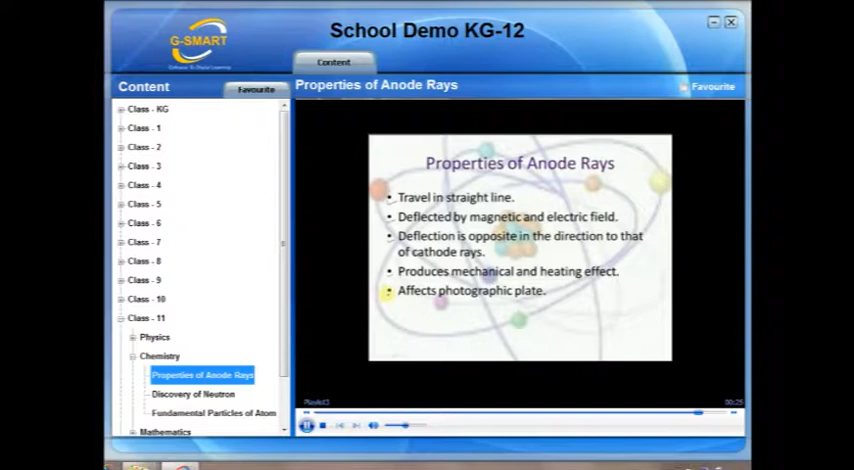 School Demo KG-12
G-SMART
Content
Content
Favourite
Properties of Anode Rays
Favourite
Class - KG
Class - 1
Class - 2
Class - 3
Class - 4
Class - 5
Class - 6
Class - 7
Class - 8
Class - 9
Class - 10
Class - 11
Physics
Chemistry
Properties of Anode Rays
Discovery of Neutron
Fundamental Particles of Atom
Mathematics
Properties of Anode Rays
• Travel in straight line.
• Deflected by magnetic and electric field.
• Deflection is opposite in the direction to that
of cathode rays.
• Produces mechanical and heating effect.
• Affects photographic plate.
Playlist3
00:25